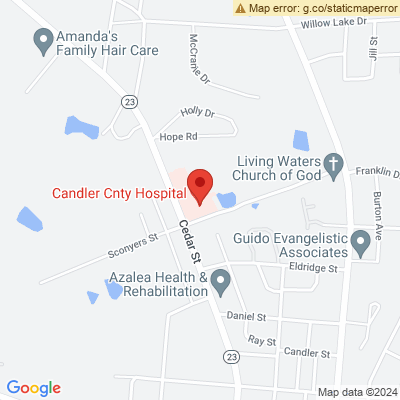 Map error: g.co/staticmaperror
Willow Lake Dr
Amanda's
Family Hair Care
McCrame Dr
Jill St
23
Holly Dr
Hope Rd
Living Waters
Church of God
Franklin D
Candler Cnty Hospital
Burton Ave
Sconyers St
Cedar St
Guido Evangelistic
Associates
Eldridge St
Azalea Health &
Rehabilitation
Daniel St
Ray St
Candler St
23
Google
Map data ©2024